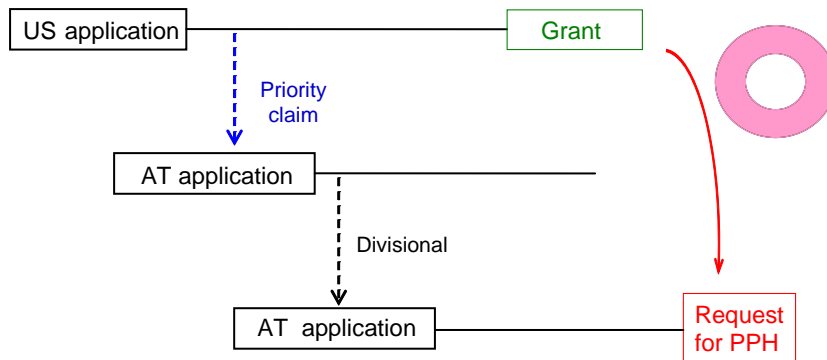 US application
Grant
Priority
claim
AT application
Divisional
AT application
Request
for PPH